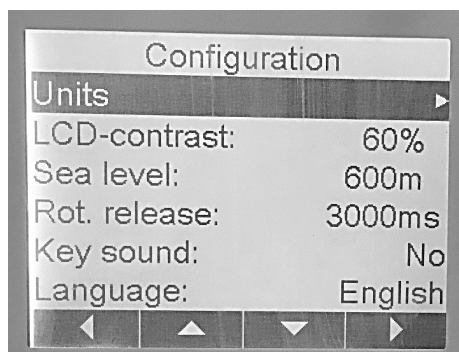 Configuration
Units
LCD-contrast: 60%
Sea level: 600m
Rot. release: 3000ms
Key sound: No
Language: English